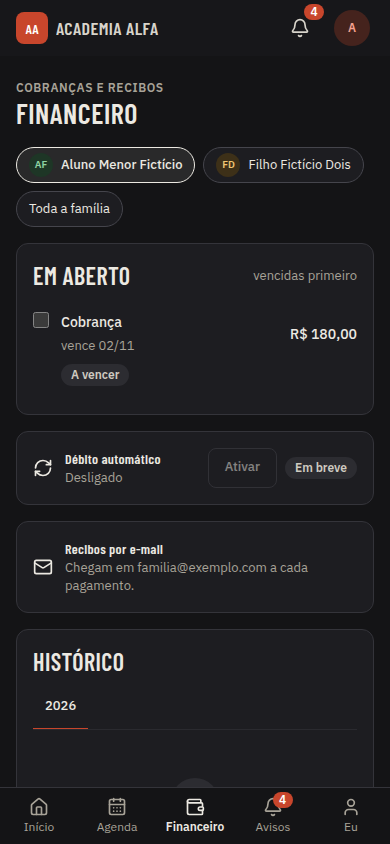 AA ACADEMIA ALFA 4 A
COBRANÇAS E RECIBOS
FINANCEIRO
AF Aluno Menor Fictício FD Filho Fictício Dois
Toda a família
EM ABERTO vencidas primeiro
Cobrança
R$ 180,00
vence 02/11
A vencer
Débito automático
Desligado
Ativar Em breve
Recibos por e-mail
Chegam em familia@exemplo.com a cada
pagamento.
HISTÓRICO
2026
4
Início Agenda Financeiro Avisos Eu